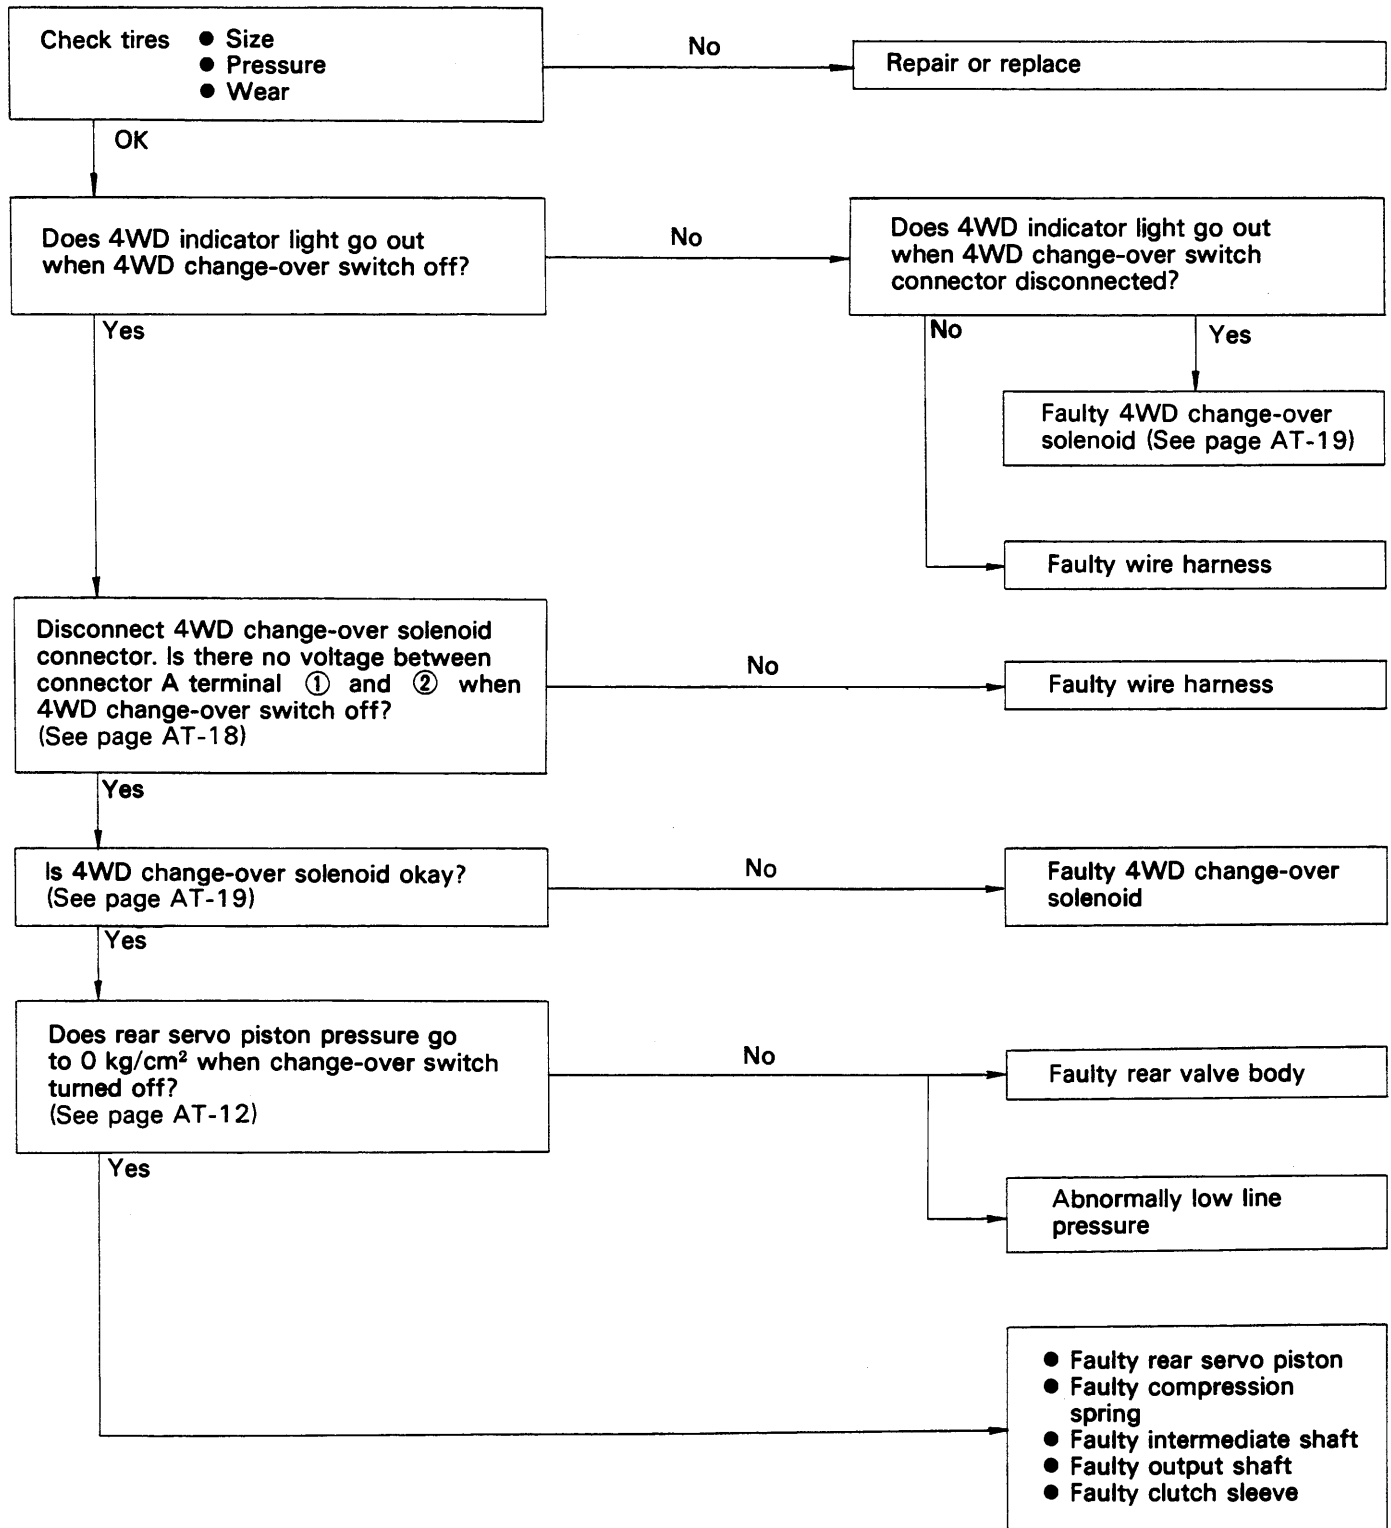 Check tires ● Size
● Pressure
● Wear
No
Repair or replace
OK
Does 4WD indicator light go out
when 4WD change-over switch off?
No
Does 4WD indicator light go out
when 4WD change-over switch
connector disconnected?
Yes
No
Yes
Faulty 4WD change-over
solenoid (See page AT-19)
Faulty wire harness
Disconnect 4WD change-over solenoid
connector. Is there no voltage between
connector A terminal ① and ② when
4WD change-over switch off?
(See page AT-18)
No
Faulty wire harness
Yes
Is 4WD change-over solenoid okay?
(See page AT-19)
No
Faulty 4WD change-over
solenoid
Yes
Does rear servo piston pressure go
to 0 kg/cm² when change-over switch
turned off?
(See page AT-12)
No
Faulty rear valve body
Yes
Abnormally low line
pressure
● Faulty rear servo piston
● Faulty compression
spring
● Faulty intermediate shaft
● Faulty output shaft
● Faulty clutch sleeve